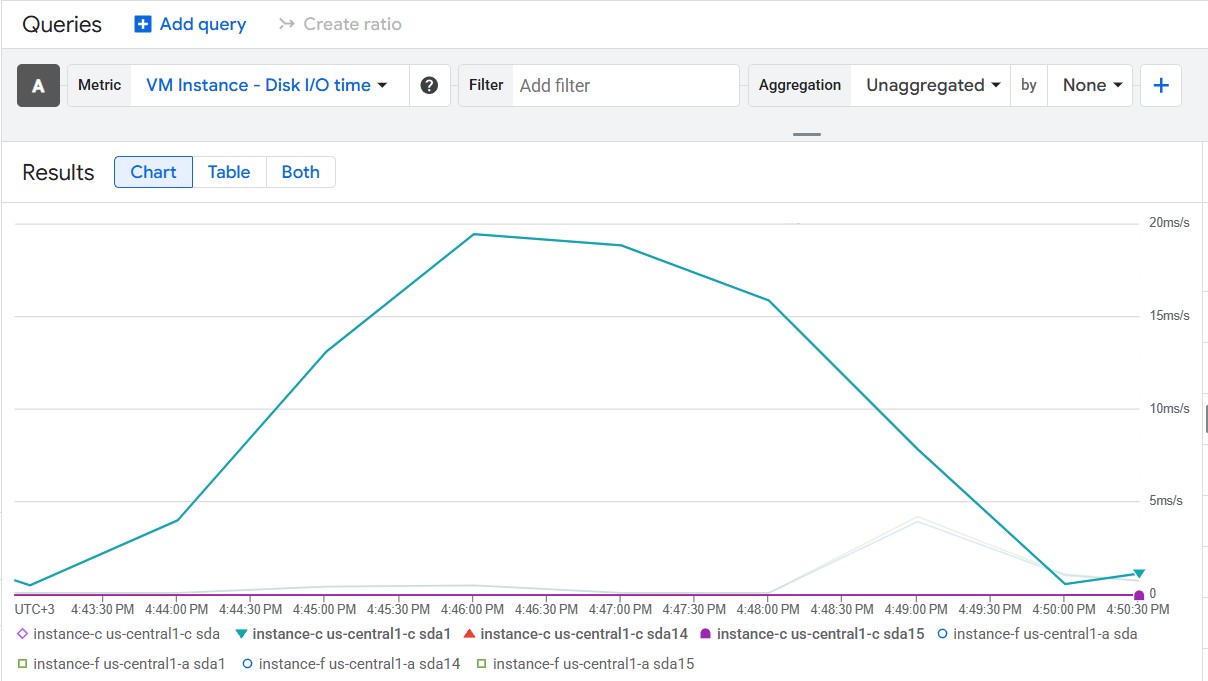 Queries Add query Create ratio
A Metric VM Instance - Disk I/O time ? Filter Add filter Aggregation Unaggregated by None +
Results Chart Table Both
20ms/s
15ms/s
10ms/s
5ms/s
0
UTC+3 4:43:30 PM 4:44:00 PM 4:44:30 PM 4:45:00 PM 4:45:30 PM 4:46:00 PM 4:46:30 PM 4:47:00 PM 4:47:30 PM 4:48:00 PM 4:48:30 PM 4:49:00 PM 4:49:30 PM 4:50:00 PM 4:50:30 PM
instance-c us-central1-c sda instance-c us-central1-c sda1 instance-c us-central1-c sda14 instance-c us-central1-c sda15 instance-f us-central1-a sda
instance-f us-central1-a sda1 instance-f us-central1-a sda14 instance-f us-central1-a sda15